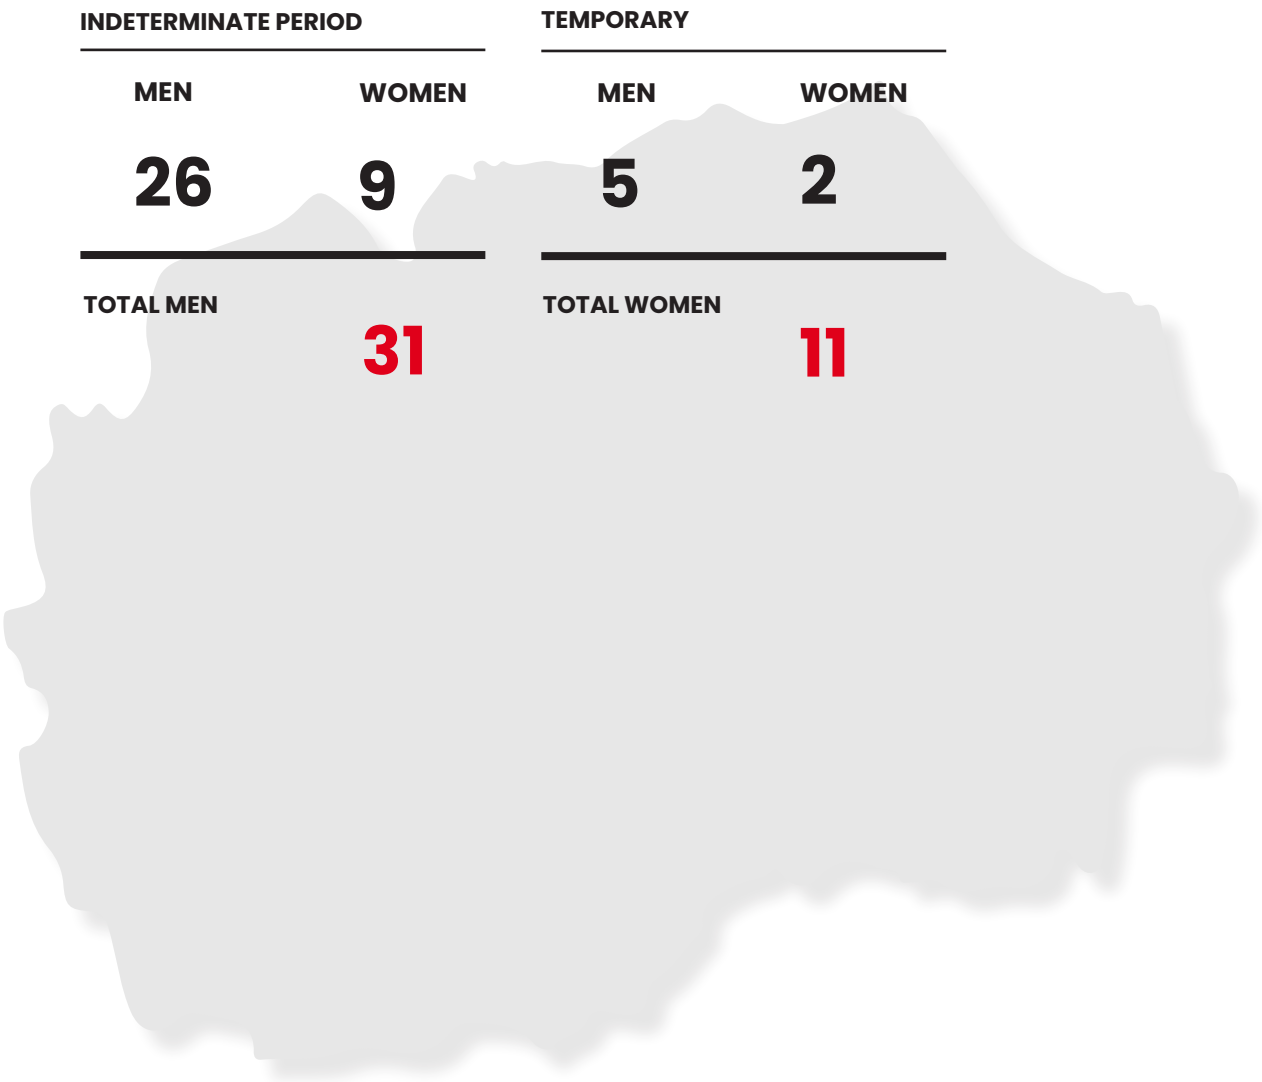 INDETERMINATE PERIOD
MEN WOMEN
26 9
TOTAL MEN
31
TEMPORARY
MEN WOMEN
5 2
TOTAL WOMEN
11